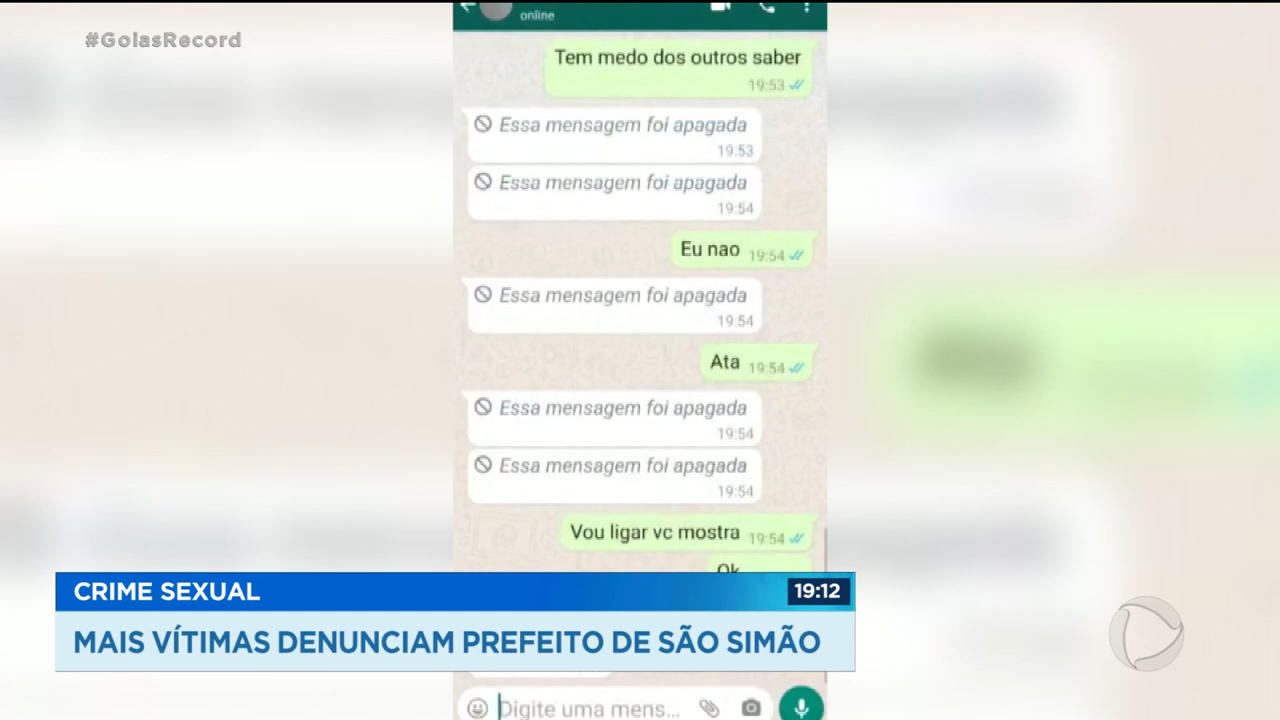 #GolasRecord
online
Tem medo dos outros saber
19:53
Essa mensagem foi apagada
19:53
Essa mensagem foi apagada
19:54
Eu nao 19:54
Essa mensagem foi apagada
19:54
Ata 19:54
Essa mensagem foi apagada
19:54
Essa mensagem foi apagada
19:54
Vou ligar vc mostra 19:54
Ok
CRIME SEXUAL 19:12
MAIS VÍTIMAS DENUNCIAM PREFEITO DE SÃO SIMÃO
Digite uma mens...